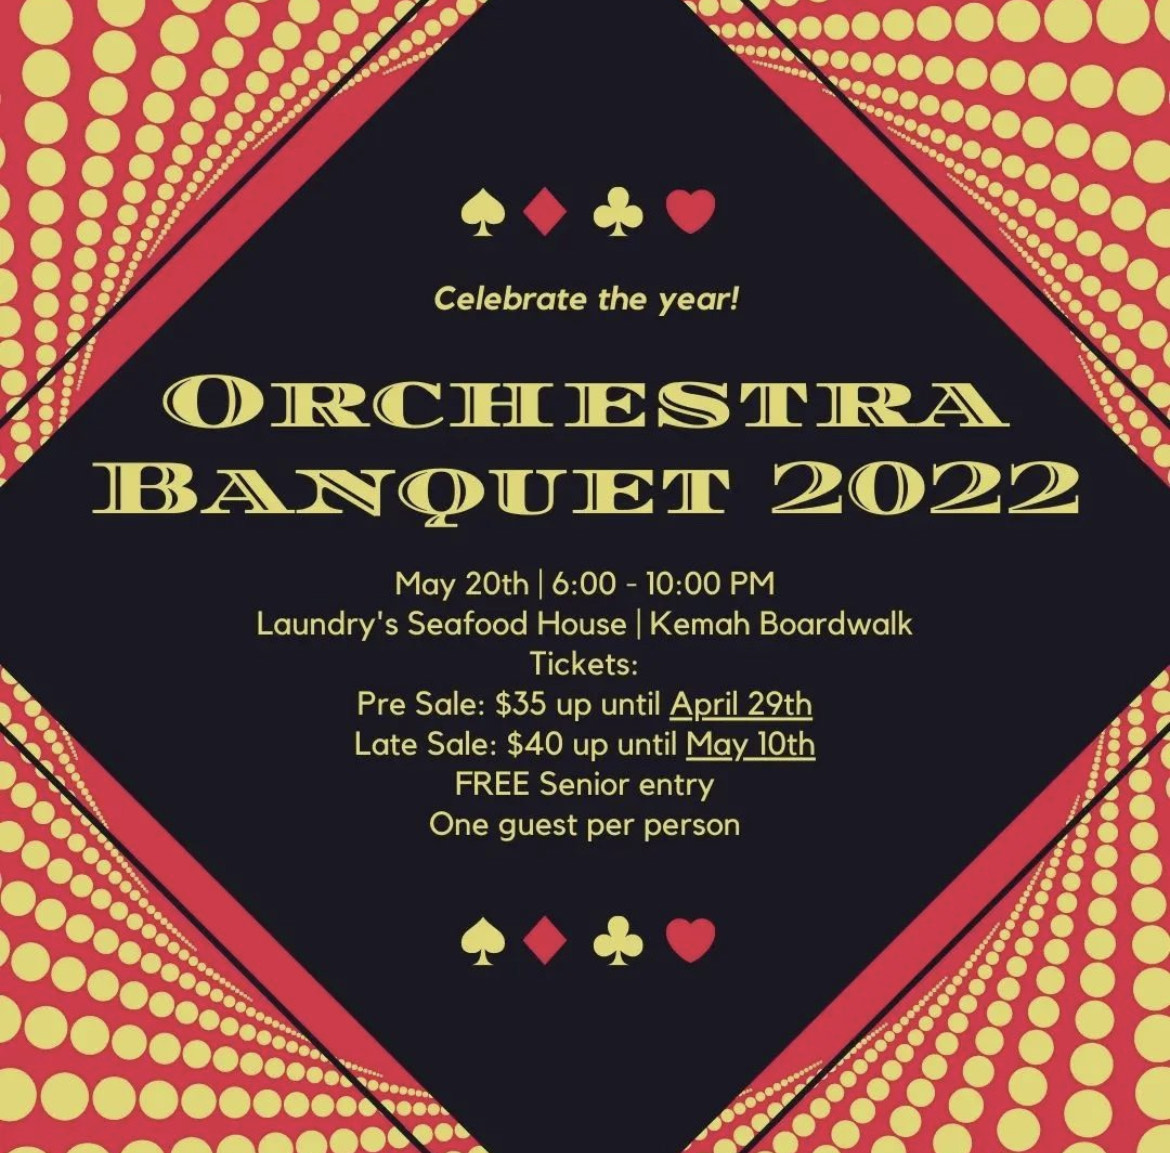 Celebrate the year!
ORCHESTRA
BANQUET 2022
May 20th | 6:00 - 10:00 PM
Laundry's Seafood House | Kemah Boardwalk
Tickets:
Pre Sale: $35 up until April 29th
Late Sale: $40 up until May 10th
FREE Senior entry
One guest per person